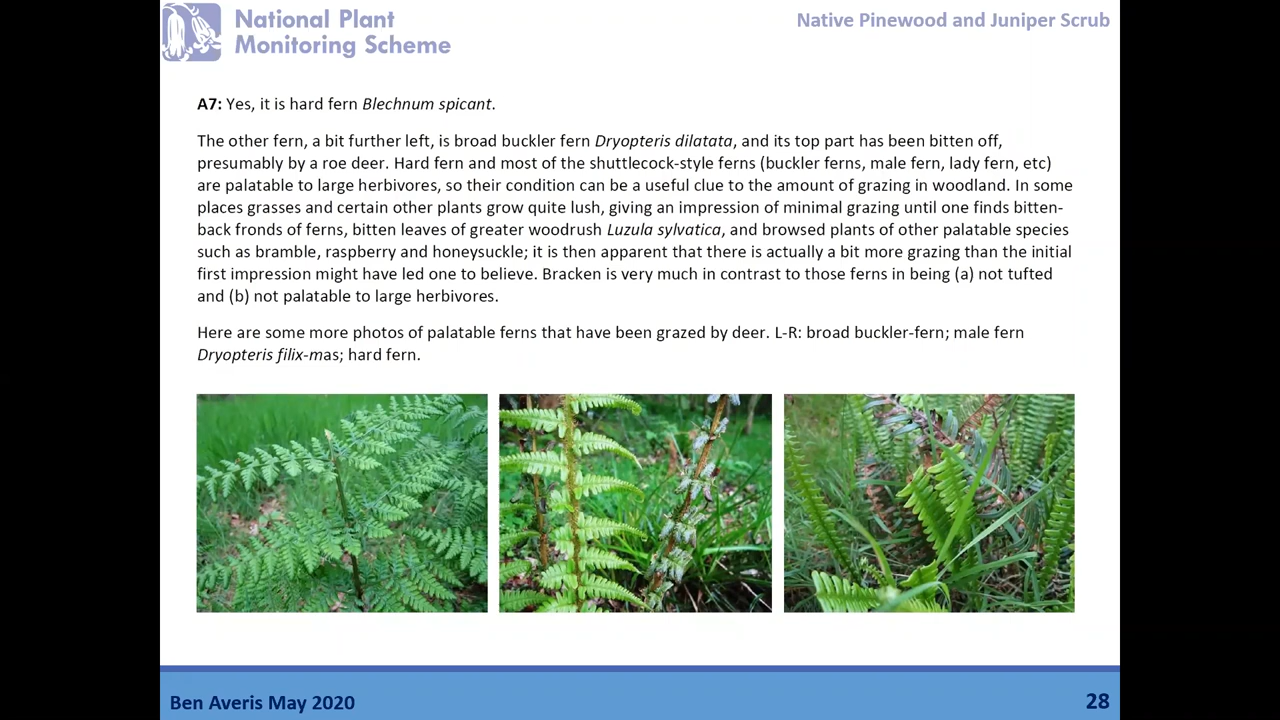 National Plant
Monitoring Scheme
Native Pinewood and Juniper Scrub
A7: Yes, it is hard fern Blechnum spicant.
The other fern, a bit further left, is broad buckler fern Dryopteris dilatata, and its top part has been bitten off,
presumably by a roe deer. Hard fern and most of the shuttlecock-style ferns (buckler ferns, male fern, lady fern, etc)
are palatable to large herbivores, so their condition can be a useful clue to the amount of grazing in woodland. In some
places grasses and certain other plants grow quite lush, giving an impression of minimal grazing until one finds bitten-
back fronds of ferns, bitten leaves of greater woodrush Luzula sylvatica, and browsed plants of other palatable species
such as bramble, raspberry and honeysuckle; it is then apparent that there is actually a bit more grazing than the initial
first impression might have led one to believe. Bracken is very much in contrast to those ferns in being (a) not tufted
and (b) not palatable to large herbivores.
Here are some more photos of palatable ferns that have been grazed by deer. L-R: broad buckler-fern; male fern
Dryopteris filix-mas; hard fern.
Ben Averis May 2020
28